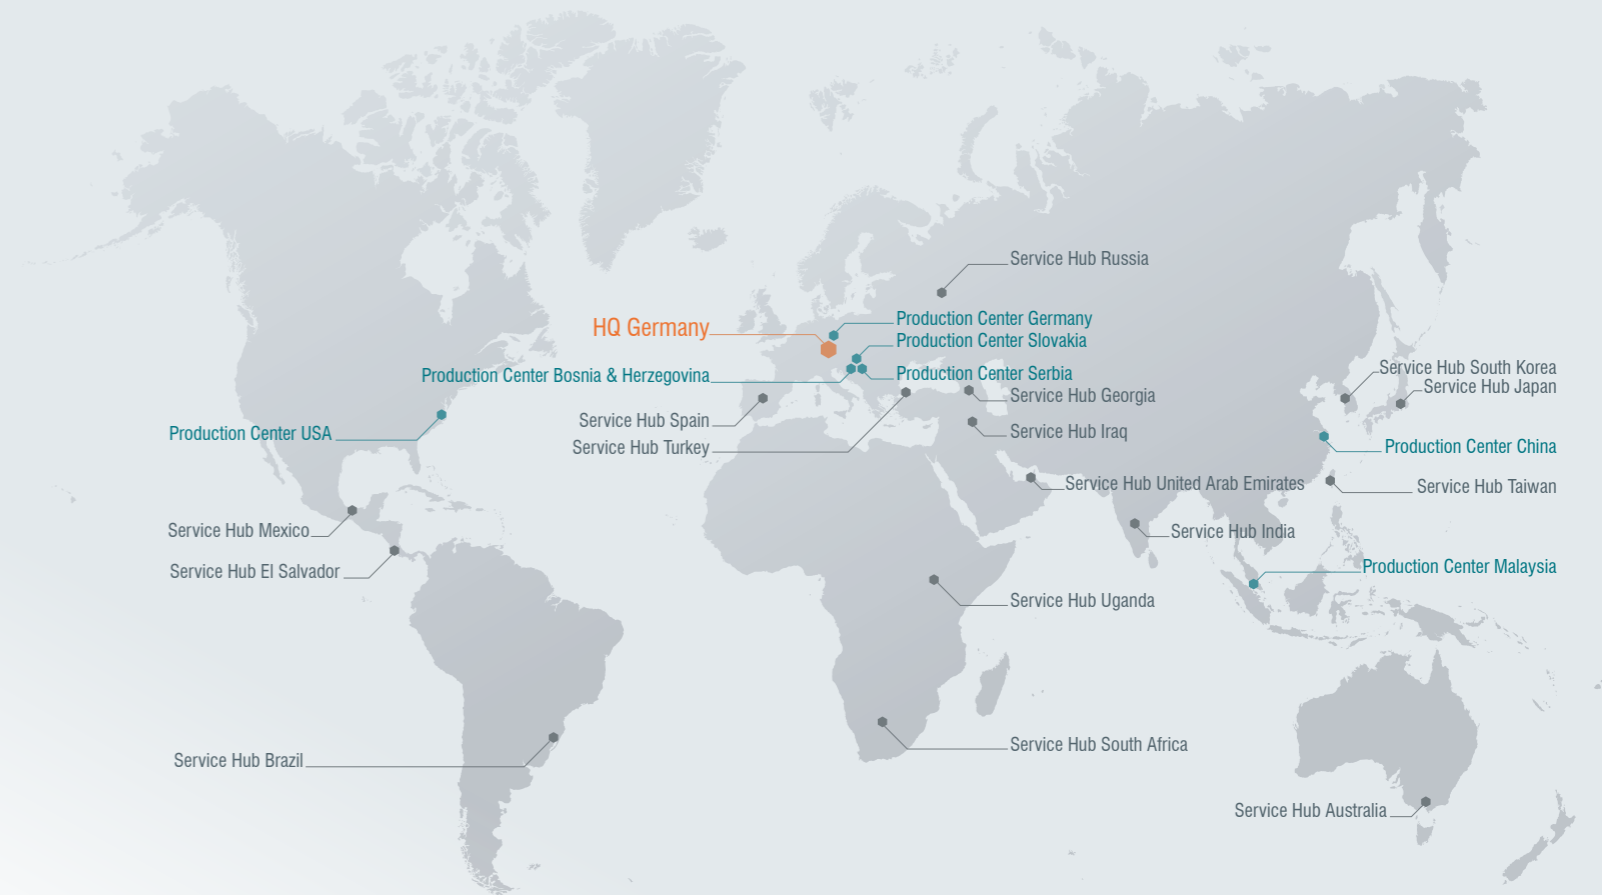 Service Hub Russia
Production Center Germany
HQ Germany
Production Center Slovakia
Production Center Bosnia & Herzegovina
Production Center Serbia
Service Hub South Korea
Service Hub Japan
Service Hub Georgia
Service Hub Spain
Service Hub Iraq
Production Center USA
Service Hub Turkey
Production Center China
Service Hub United Arab Emirates
Service Hub Taiwan
Service Hub Mexico
Service Hub India
Service Hub El Salvador
Production Center Malaysia
Service Hub Uganda
Service Hub South Africa
Service Hub Brazil
Service Hub Australia